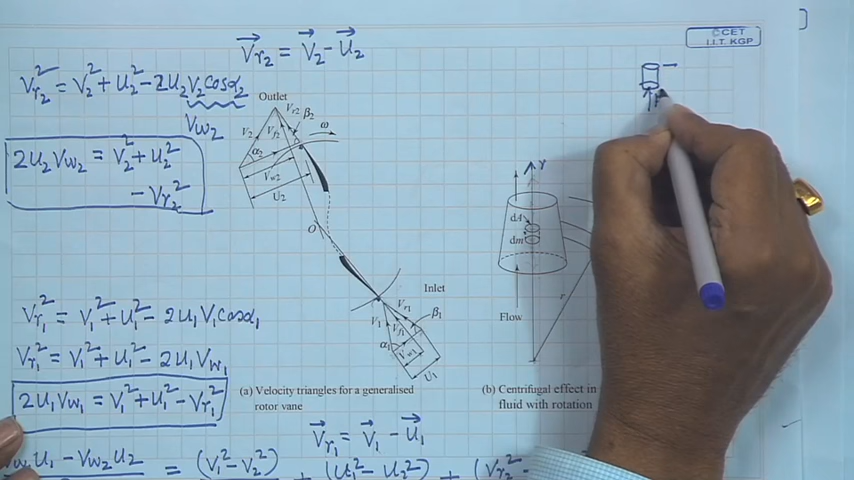 ©CET
I.I.T. KGP
Vr2 = V2 - U2
Vr2² = V2² + U2² - 2U2V2cosα2
Vw2
2U2Vw2 = V2² + U2²
- Vr2²
Outlet
Vr2
β2
ω
V2
Vf2
α2
Vw2
U2
O
Inlet
Vr1
β1
V1
Vf1
α1
Vw1
U1
(a) Velocity triangles for a generalised
rotor vane
r
dA
dm
Flow
r
(b) Centrifugal effect in
fluid with rotation
Vr1² = V1² + U1² - 2U1V1cosα1
Vr1² = V1² + U1² - 2U1Vw1
2U1Vw1 = V1² + U1² - Vr1²
Vr1 = V1 - U1
Vw1U1 - Vw2U2 = (V1² - V2²) + (U1² - U2²) + (Vr2² -